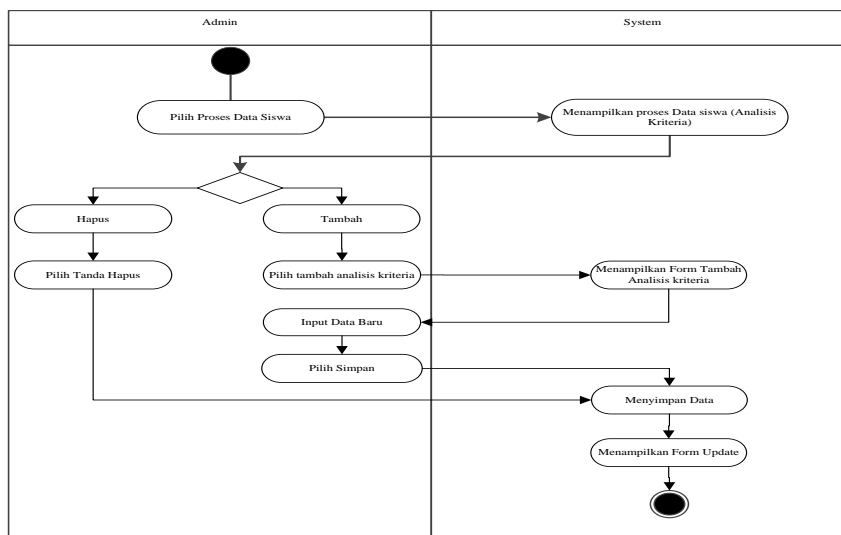 Admin
System
Pilih Proses Data Siswa
Menampilkan proses Data siswa (Analisis
Kriteria)
Hapus
Tambah
Pilih Tanda Hapus
Pilih tambah analisis kriteria
Menampilkan Form Tambah
Analisis kriteria
Input Data Baru
Pilih Simpan
Menyimpan Data
Menampilkan Form Update